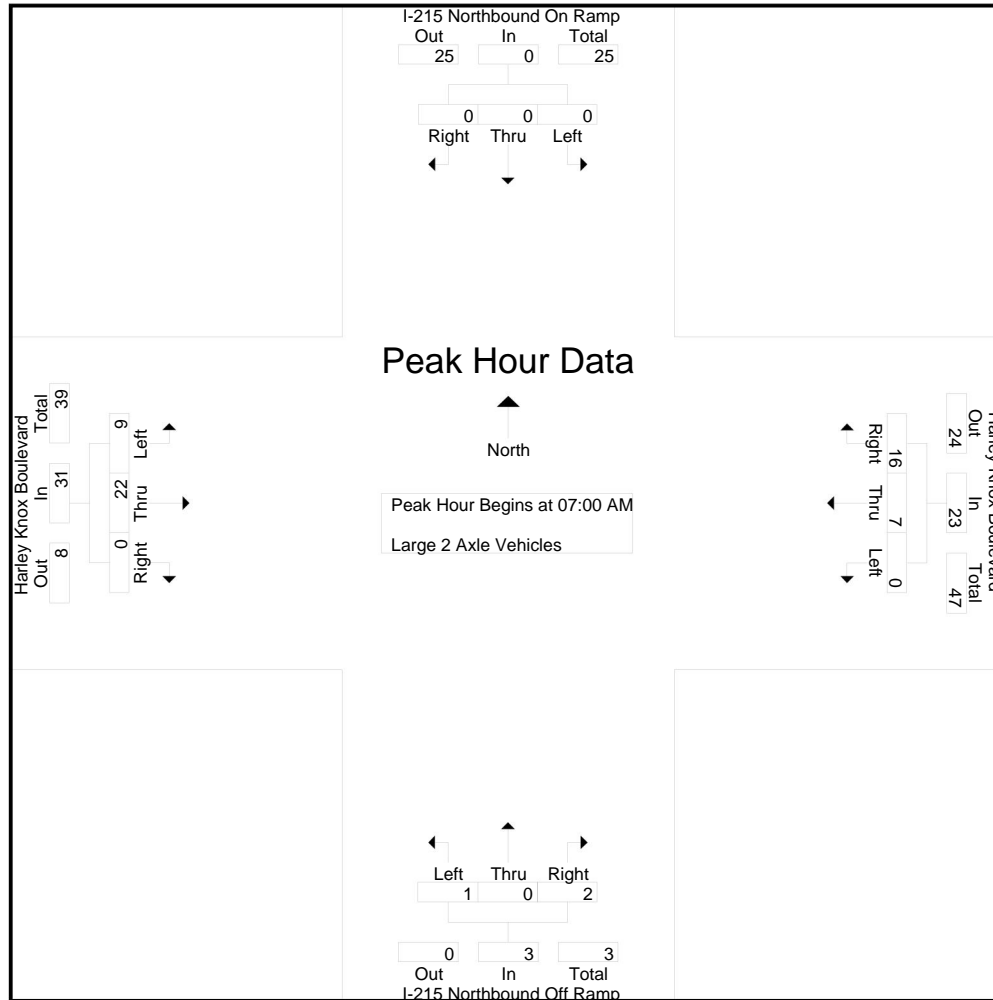 I-215 Northbound On Ramp
Out In Total
25 0 25
0 0 0
Right Thru Left
Peak Hour Data
North
Peak Hour Begins at 07:00 AM
Large 2 Axle Vehicles
Harley Knox Boulevard
Out In Total
8 31 39
0 22 9
Right Thru Left
Harley Knox Boulevard
Out In Total
24 23 47
16 7 0
Right Thru Left
Left Thru Right
1 0 2
0 3 3
Out In Total
I-215 Northbound Off Ramp